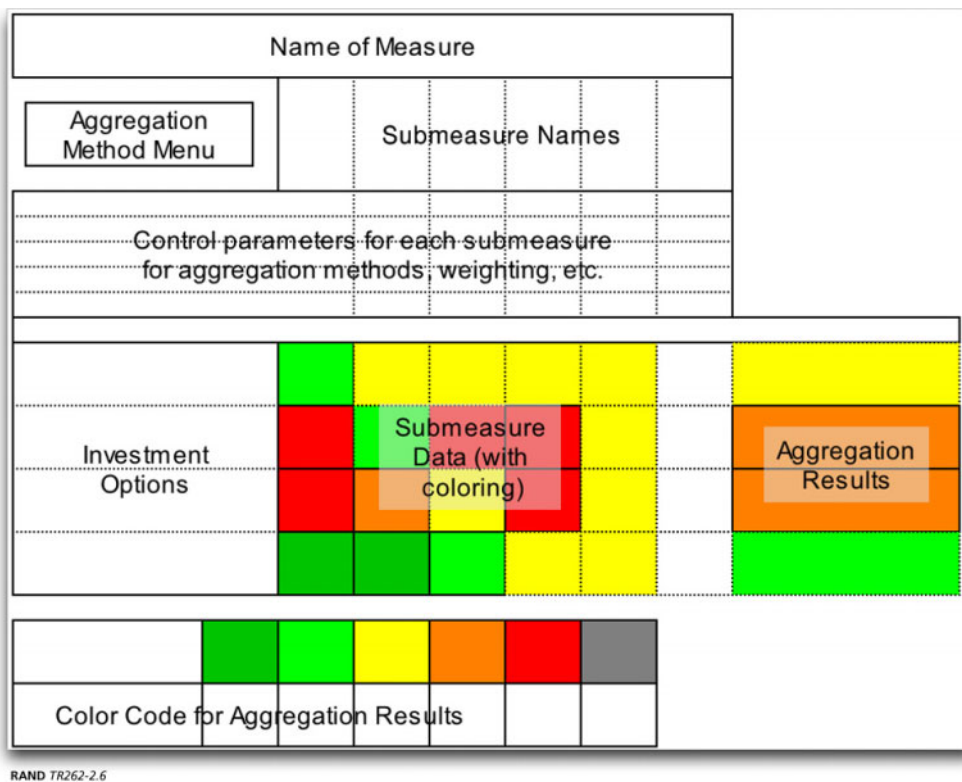 Name of Measure
Aggregation
Method Menu
Submeasure Names
Control parameters for each submeasure
for aggregation methods, weighting, etc.
Investment
Options
Submeasure
Data (with
coloring)
Aggregation
Results
Color Code for Aggregation Results
RAND TR262-2.6